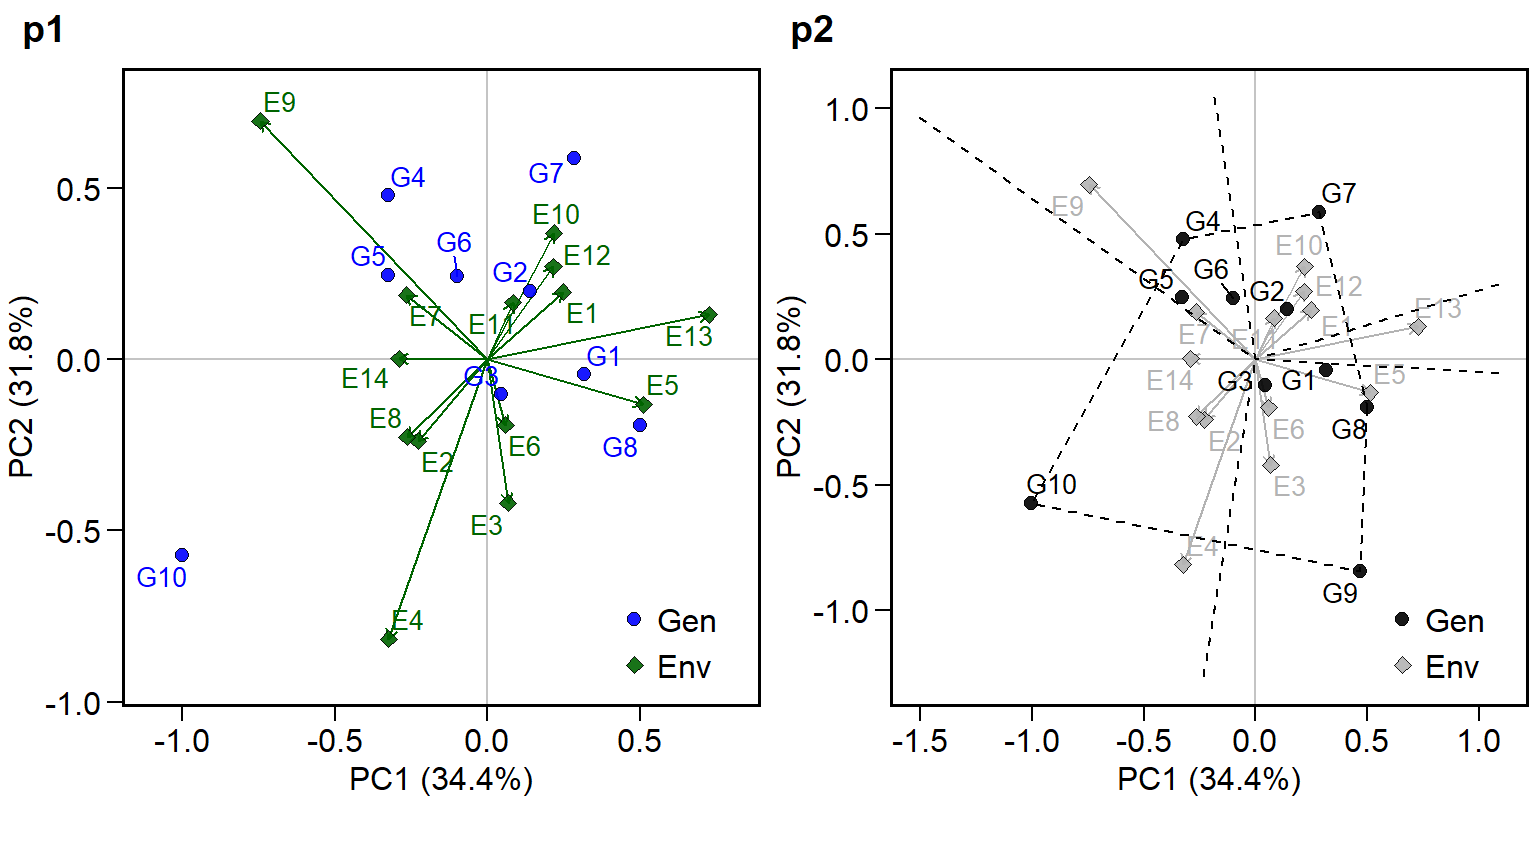 p1
p2
E9
G4
G7
E10
G6
G5
G2
E12
E7
E11
E1
E13
G1
G3
E14
E5
E8
E6
G8
E2
E3
G10
E4
Gen
Env
0.5
0.0
-0.5
-1.0
PC2 (31.8%)
-1.0
-0.5
0.0
0.5
PC1 (34.4%)
E9
G4
G7
E10
G6
G5
G2
E12
E13
E7
E11
E1
E14
G3
G1
E5
E8
E2
E6
G8
G10
E3
E4
G9
Gen
Env
1.0
0.5
0.0
-0.5
-1.0
PC2 (31.8%)
-1.5
-1.0
-0.5
0.0
0.5
1.0
PC1 (34.4%)